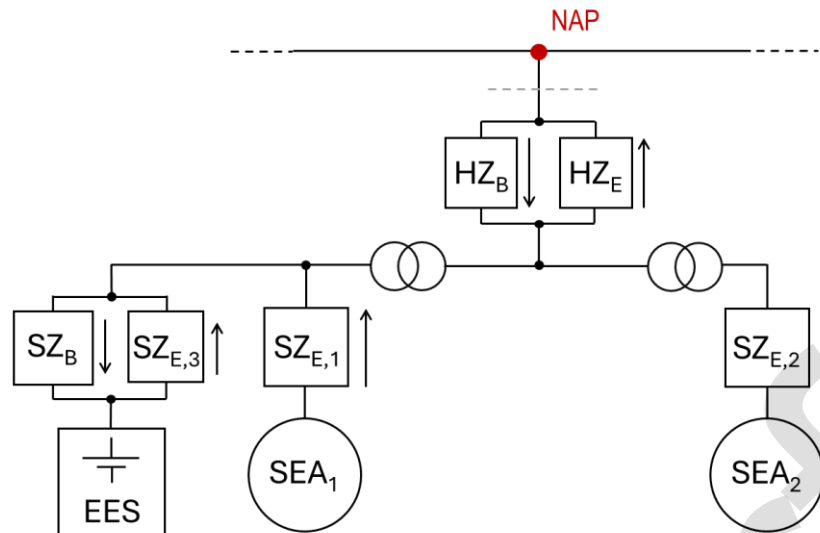 NAP
HZ_B
HZ_E
SZ_B
SZ_E,3
SZ_E,1
SZ_E,2
EES
SEA_1
SEA_2